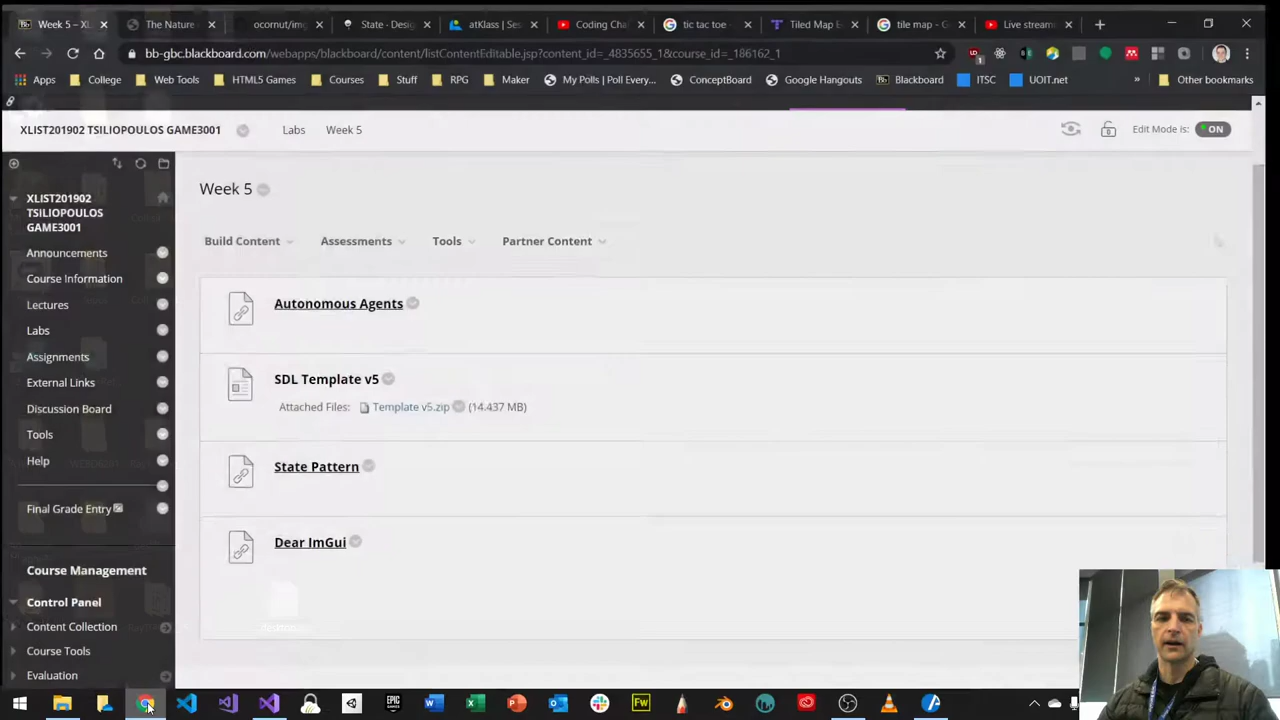 Week 5 - XLIS
The Nature
ocornut/img
State · Desig
atKlass | Ses
Coding Cha
tic tac toe -
Tiled Map E
tile map - G
Live stream
bb-gbc.blackboard.com/webapps/blackboard/content/listContentEditable.jsp?content_id=_4835655_1&course_id=_186162_1
Apps
College
Web Tools
HTML5 Games
Courses
Stuff
RPG
Maker
My Polls | Poll Every...
ConceptBoard
Google Hangouts
Blackboard
ITSC
UOIT.net
»
Other bookmarks
XLIST201902 TSILIOPOULOS GAME3001
Labs
Week 5
Edit Mode is:
ON
XLIST201902
TSILIOPOULOS
GAME3001
Announcements
Course Information
Lectures
Labs
Assignments
External Links
Discussion Board
Tools
Help
Final Grade Entry
Course Management
Control Panel
Content Collection
Course Tools
Evaluation
Week 5
Build Content
Assessments
Tools
Partner Content
Autonomous Agents
SDL Template v5
Attached Files:
Template v5.zip
(14.437 MB)
State Pattern
Dear ImGui
EPIC
GAMES
Fw